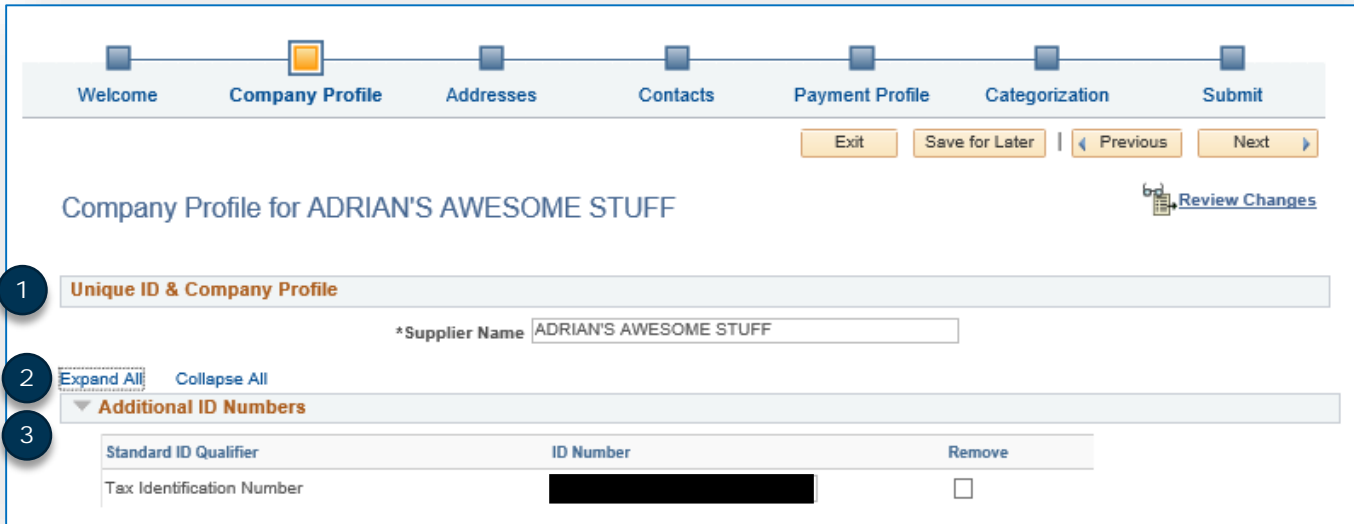 Welcome Company Profile Addresses Contacts Payment Profile Categorization Submit
Exit Save for Later | Previous Next
Company Profile for ADRIAN'S AWESOME STUFF Review Changes
1 Unique ID & Company Profile
*Supplier Name ADRIAN'S AWESOME STUFF
2 Expand All Collapse All
Additional ID Numbers
3
Standard ID Qualifier ID Number Remove
Tax Identification Number